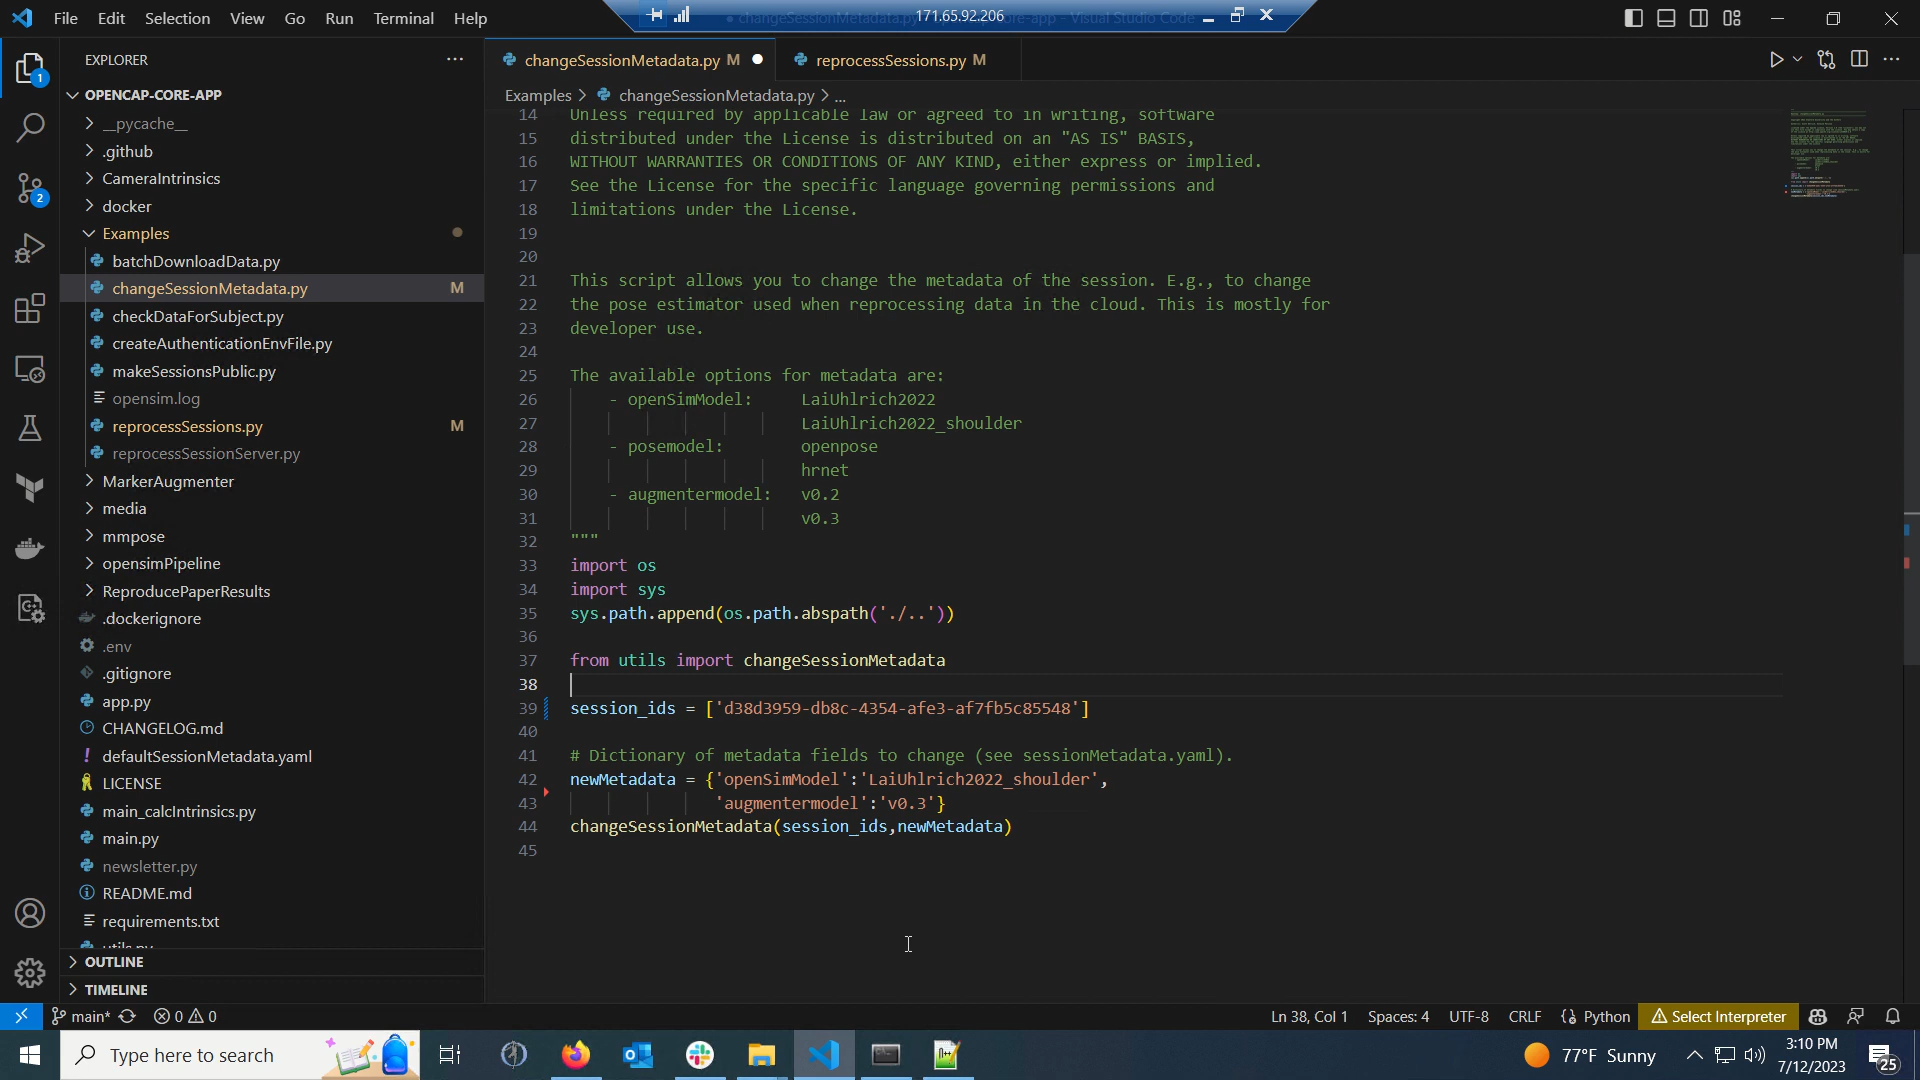 File Edit Selection View Go Run Terminal Help
171.65.92.206
EXPLORER
OPENCAP-CORE-APP
__pycache__
.github
CameraIntrinsics
docker
Examples
batchDownloadData.py
changeSessionMetadata.py M
checkDataForSubject.py
createAuthenticationEnvFile.py
makeSessionsPublic.py
opensim.log
reprocessSessions.py M
reprocessSessionServer.py
MarkerAugmenter
media
mmpose
opensimPipeline
ReproducePaperResults
.dockerignore
.env
.gitignore
app.py
CHANGELOG.md
defaultSessionMetadata.yaml
LICENSE
main_calcIntrinsics.py
main.py
newsletter.py
README.md
requirements.txt
utils.py
OUTLINE
TIMELINE
1
2
changeSessionMetadata.py M
reprocessSessions.py M
Examples > changeSessionMetadata.py > ...
14 Unless required by applicable law or agreed to in writing, software
15 distributed under the License is distributed on an "AS IS" BASIS,
16 WITHOUT WARRANTIES OR CONDITIONS OF ANY KIND, either express or implied.
17 See the License for the specific language governing permissions and
18 limitations under the License.
19
20
21 This script allows you to change the metadata of the session. E.g., to change
22 the pose estimator used when reprocessing data in the cloud. This is mostly for
23 developer use.
24
25 The available options for metadata are:
26 - openSimModel: LaiUhlrich2022
27 LaiUhlrich2022_shoulder
28 - posemodel: openpose
29 hrnet
30 - augmentermodel: v0.2
31 v0.3
32 """
33 import os
34 import sys
35 sys.path.append(os.path.abspath('./..'))
36
37 from utils import changeSessionMetadata
38
39 session_ids = ['d38d3959-db8c-4354-afe3-af7fb5c85548']
40
41 # Dictionary of metadata fields to change (see sessionMetadata.yaml).
42 newMetadata = {'openSimModel':'LaiUhlrich2022_shoulder',
43 'augmentermodel':'v0.3'}
44 changeSessionMetadata(session_ids,newMetadata)
45
main* 0 0 Ln 38, Col 1 Spaces: 4 UTF-8 CRLF Python Select Interpreter
Type here to search
77°F Sunny
3:10 PM
7/12/2023
25